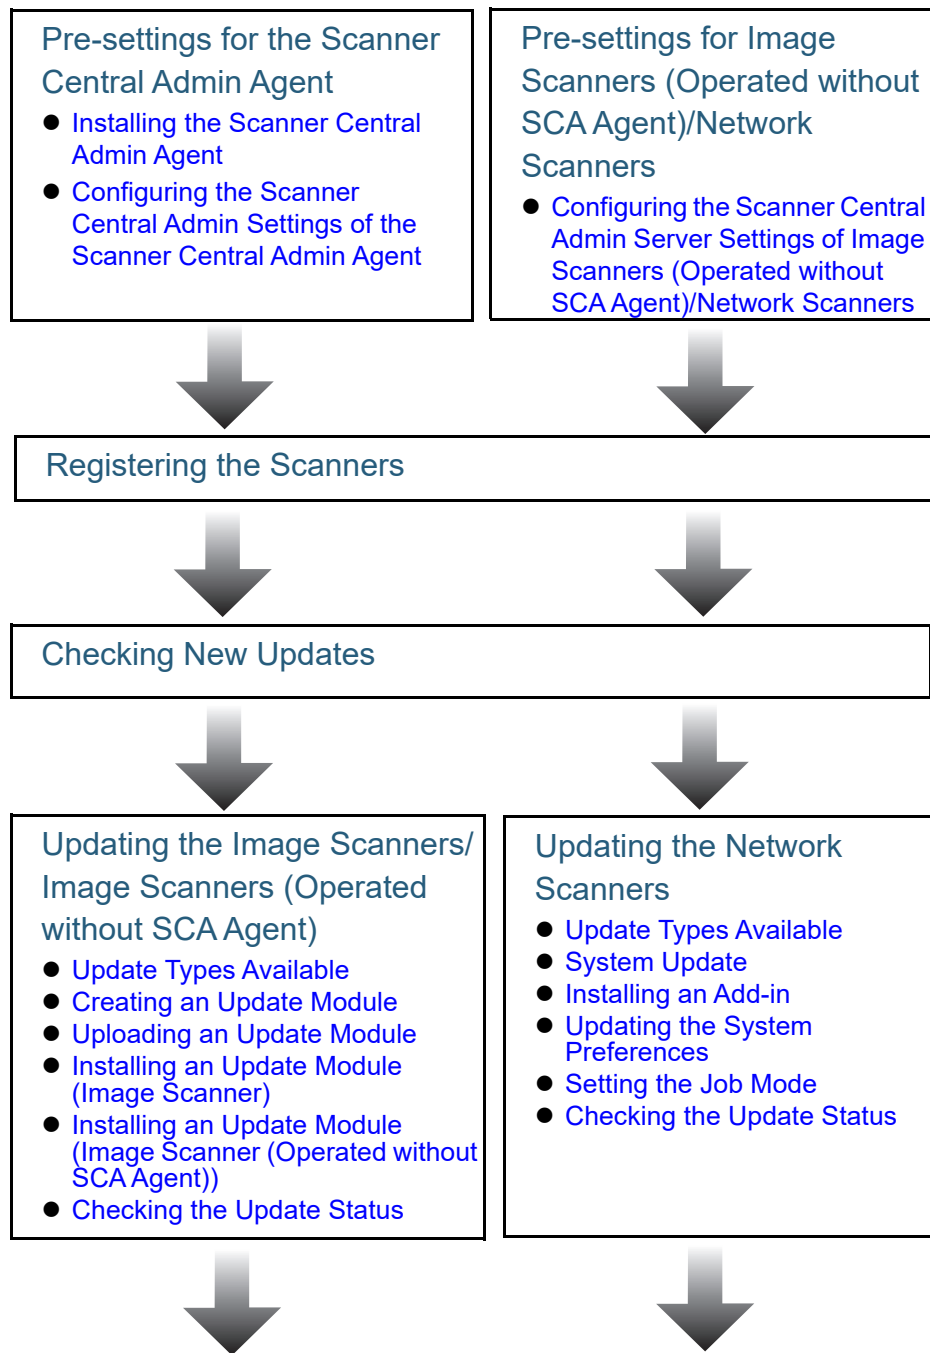 Pre-settings for the Scanner
Central Admin Agent
● Installing the Scanner Central
Admin Agent
● Configuring the Scanner
Central Admin Settings of the
Scanner Central Admin Agent
Pre-settings for Image
Scanners (Operated without
SCA Agent)/Network
Scanners
● Configuring the Scanner Central
Admin Server Settings of Image
Scanners (Operated without
SCA Agent)/Network Scanners
Registering the Scanners
Checking New Updates
Updating the Image Scanners/
Image Scanners (Operated
without SCA Agent)
● Update Types Available
● Creating an Update Module
● Uploading an Update Module
● Installing an Update Module
(Image Scanner)
● Installing an Update Module
(Image Scanner (Operated without
SCA Agent))
● Checking the Update Status
Updating the Network
Scanners
● Update Types Available
● System Update
● Installing an Add-in
● Updating the System
Preferences
● Setting the Job Mode
● Checking the Update Status